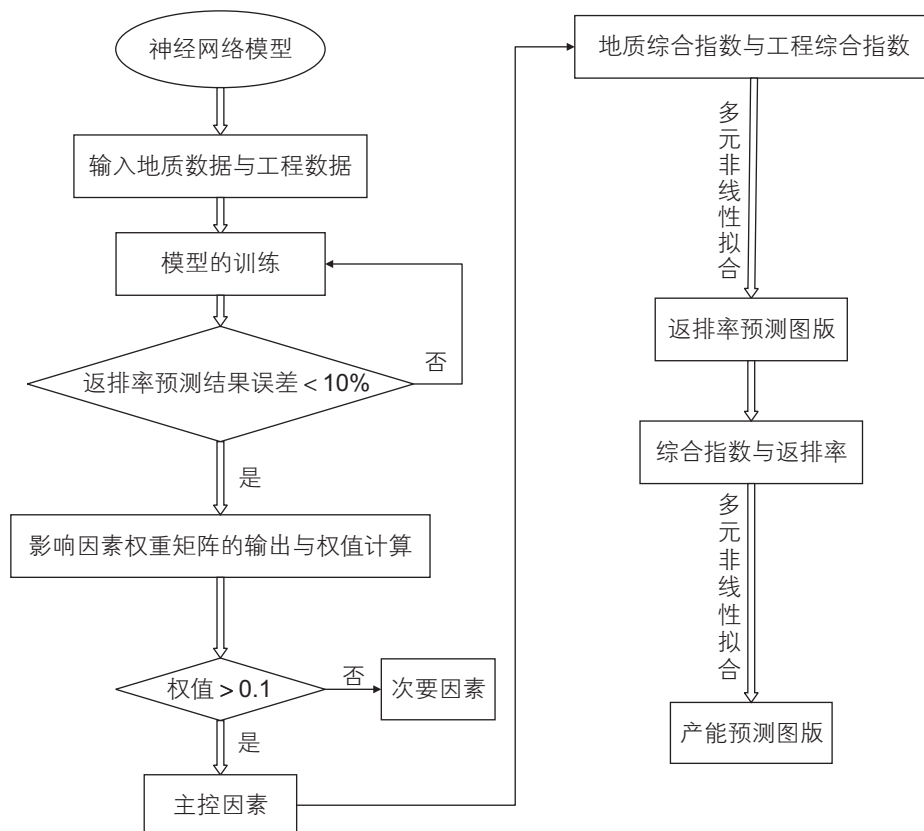 神经网络模型
输入地质数据与工程数据
模型的训练
否
返排率预测结果误差<10%
是
影响因素权重矩阵的输出与权值计算
权值>0.1
否
次要因素
是
主控因素
地质综合指数与工程综合指数
多元非线性拟合
返排率预测图版
综合指数与返排率
多元非线性拟合
产能预测图版